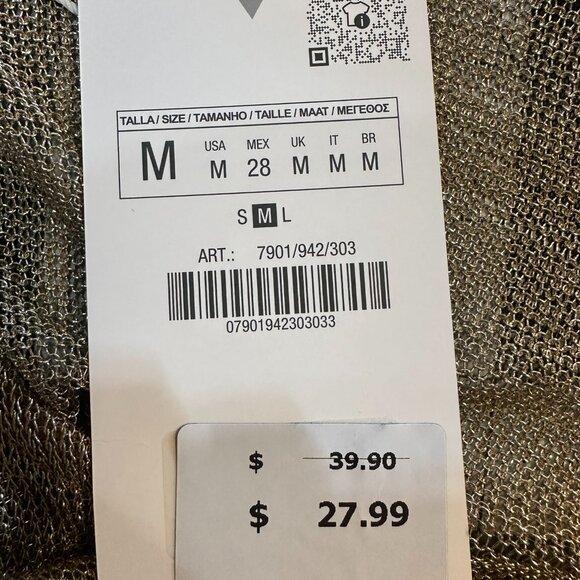 TALLA / SIZE / TAMANHO / TAILLE / MAAT / ΜΕΓΕΘΟΣ
M USA MEX UK IT BR
M 28 M M M
S M L
ART.: 7901/942/303
07901942303033
$ 39.90
$ 27.99